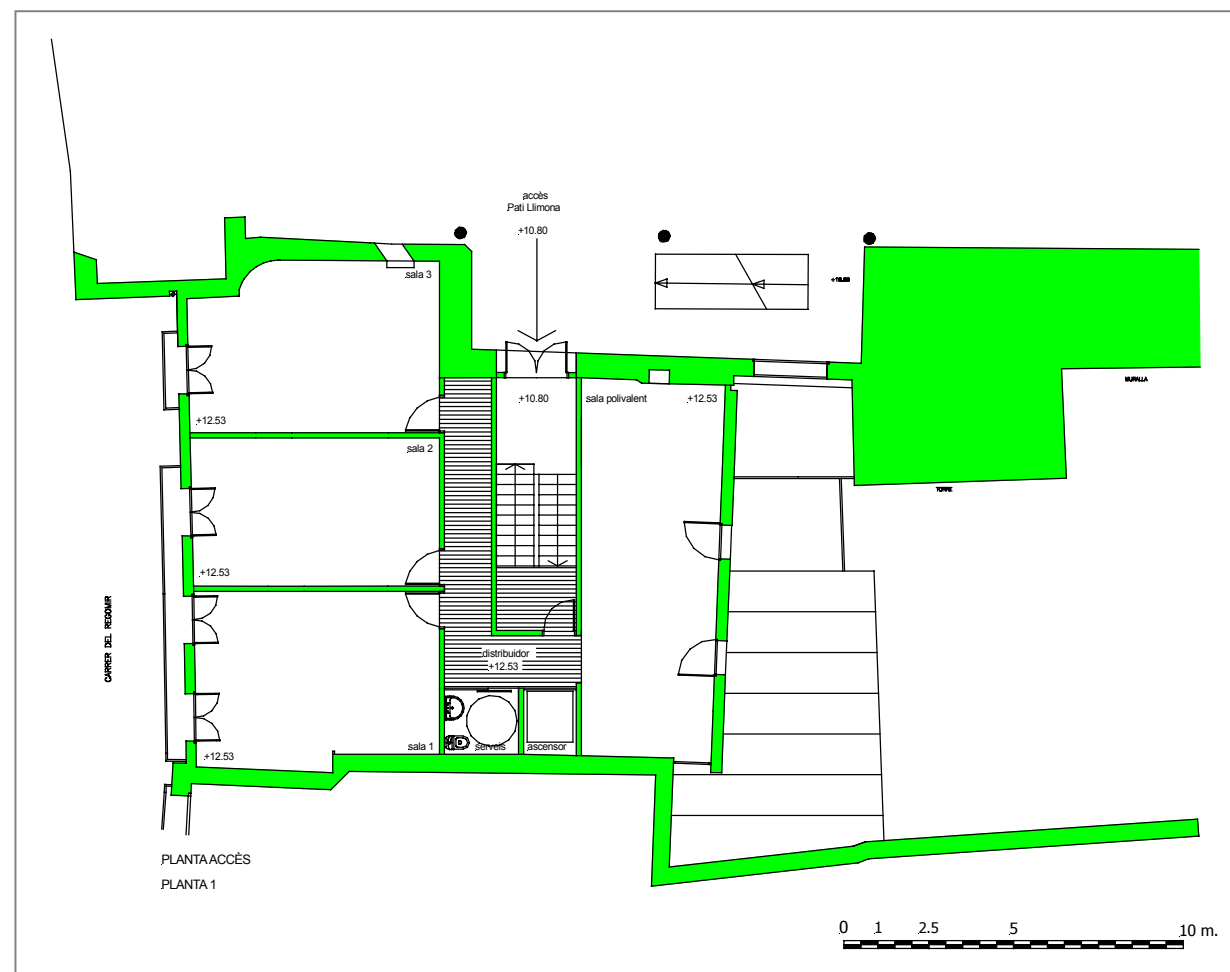 accès
Pati Llimona
+10.80
sala 3
+12.53
+10.80
sala polivalent
+12.53
MURALLA
sala 2
TORRE
+12.53
CARRER DEL REGOMIR
distribuidor
+12.53
sala 1
serveis
ascensor
+12.53
PLANTA ACCÈS
PLANTA 1
0 1 2.5 5 10 m.